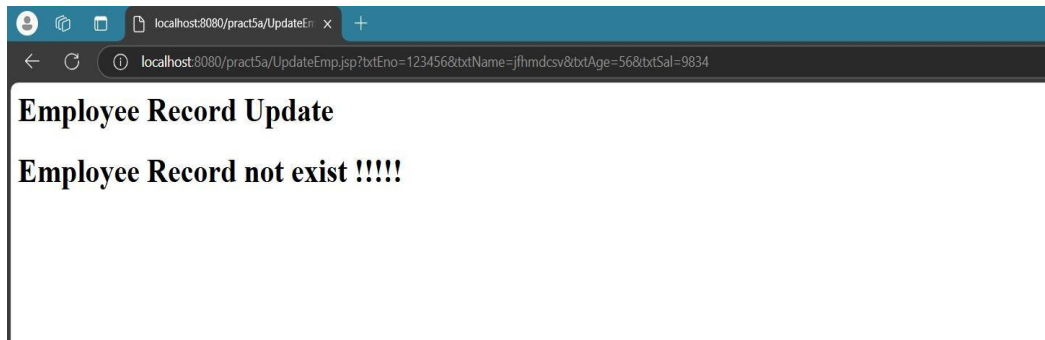 localhost:8080/pract5a/UpdateEm
localhost:8080/pract5a/UpdateEmp.jsp?txtEno=123456&txtName=jfhmdcsv&txtAge=56&txtSal=9834
Employee Record Update
Employee Record not exist !!!!!